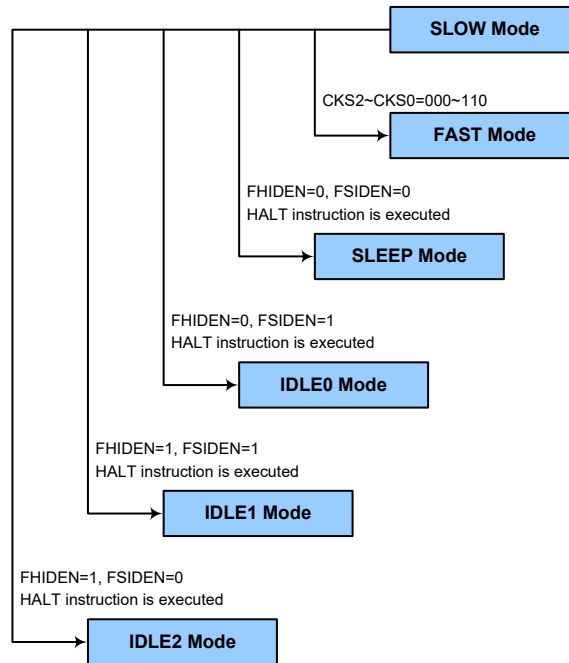 SLOW Mode
CKS2~CKS0=000~110
FAST Mode
FHIDEN=0, FSIDEN=0
HALT instruction is executed
SLEEP Mode
FHIDEN=0, FSIDEN=1
HALT instruction is executed
IDLE0 Mode
FHIDEN=1, FSIDEN=1
HALT instruction is executed
IDLE1 Mode
FHIDEN=1, FSIDEN=0
HALT instruction is executed
IDLE2 Mode